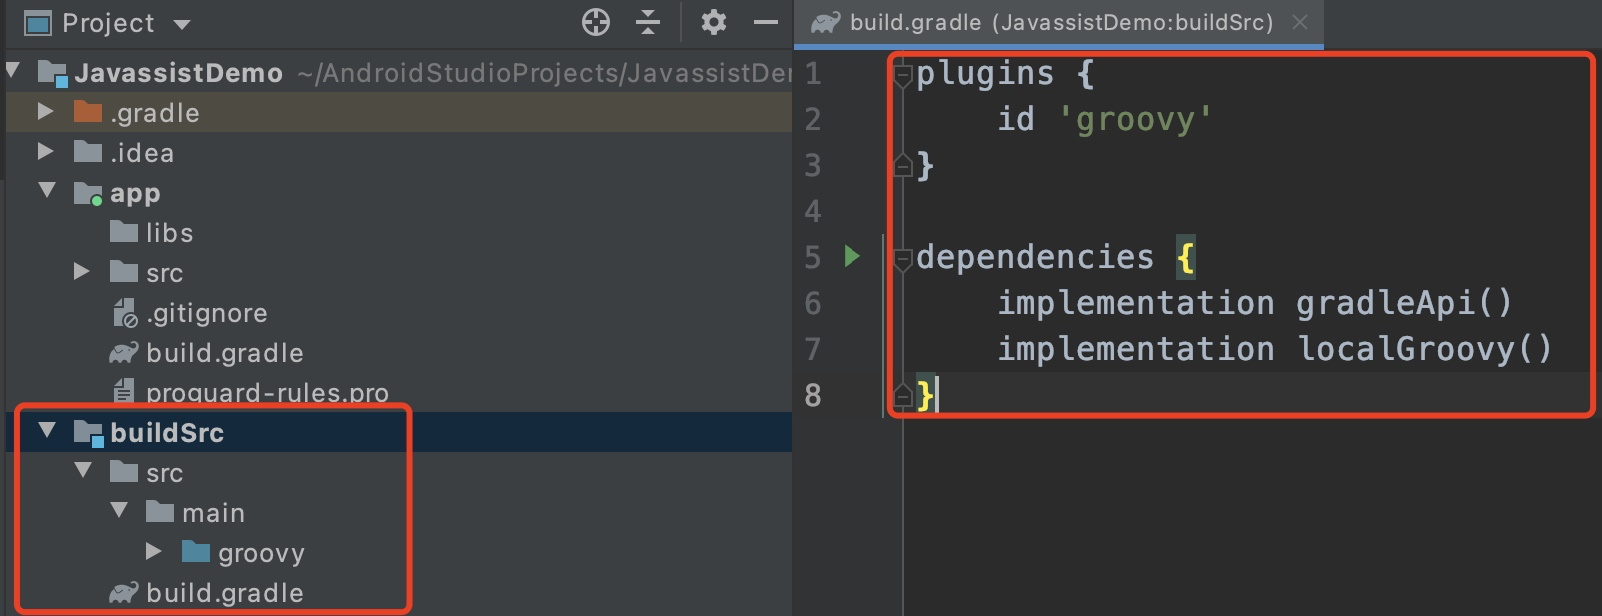 Project
JavassistDemo ~/AndroidStudioProjects/JavassistDer
.gradle
.idea
app
libs
src
.gitignore
build.gradle
proguard-rules.pro
buildSrc
src
main
groovy
build.gradle
build.gradle (JavassistDemo:buildSrc)
1 plugins {
2 id 'groovy'
3 }
4
5 dependencies {
6 implementation gradleApi()
7 implementation localGroovy()
8 }